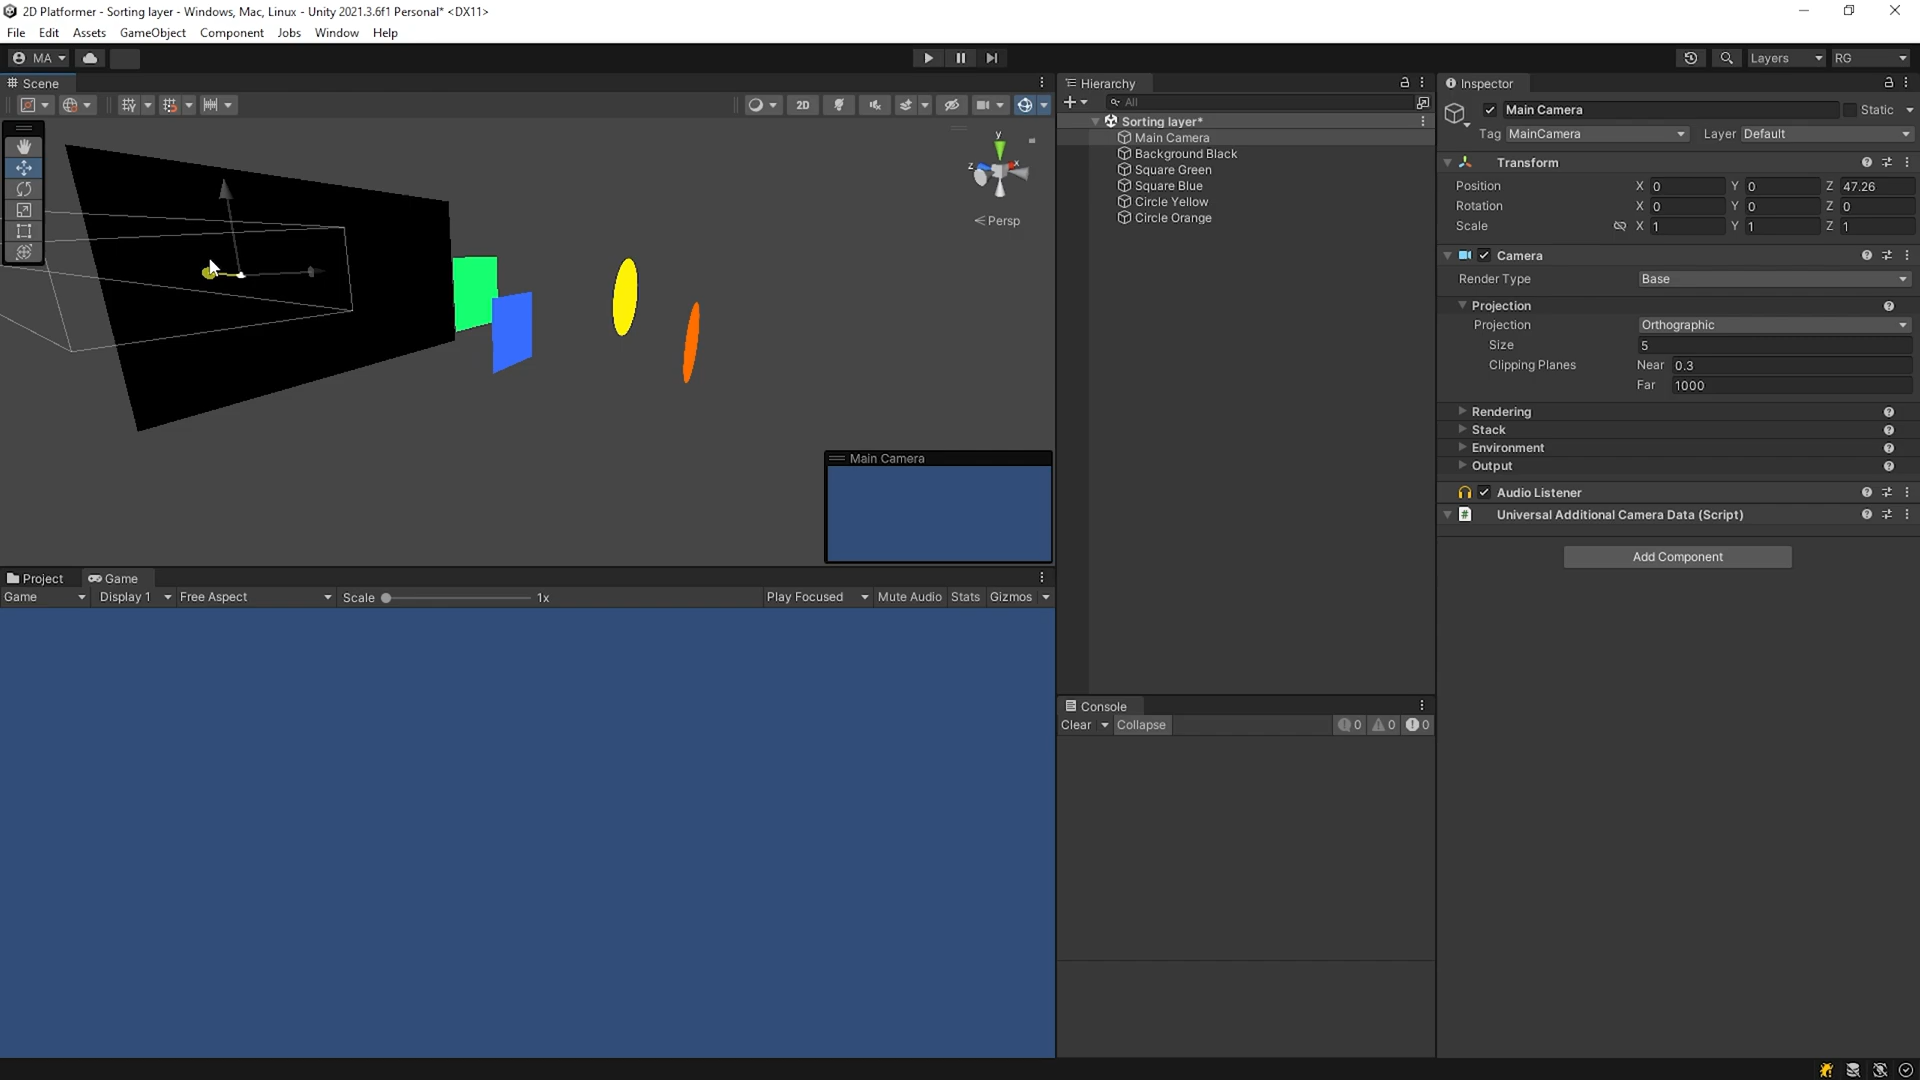 2D Platformer - Sorting layer - Windows, Mac, Linux - Unity 2021.3.6f1 Personal* <DX11>
File Edit Assets GameObject Component Jobs Window Help
MA
Layers RG
Scene
2D
y
z x
Persp
Main Camera
Project Game
Game Display 1 Free Aspect Scale 1x Play Focused Mute Audio Stats Gizmos
Hierarchy
All
Sorting layer*
Main Camera
Background Black
Square Green
Square Blue
Circle Yellow
Circle Orange
Console
Clear Collapse 0 0 0
Inspector
Main Camera Static
Tag MainCamera Layer Default
Transform
Position X 0 Y 0 Z 47.26
Rotation X 0 Y 0 Z 0
Scale X 1 Y 1 Z 1
Camera
Render Type Base
Projection
Projection Orthographic
Size 5
Clipping Planes Near 0.3
Far 1000
Rendering
Stack
Environment
Output
Audio Listener
# Universal Additional Camera Data (Script)
Add Component